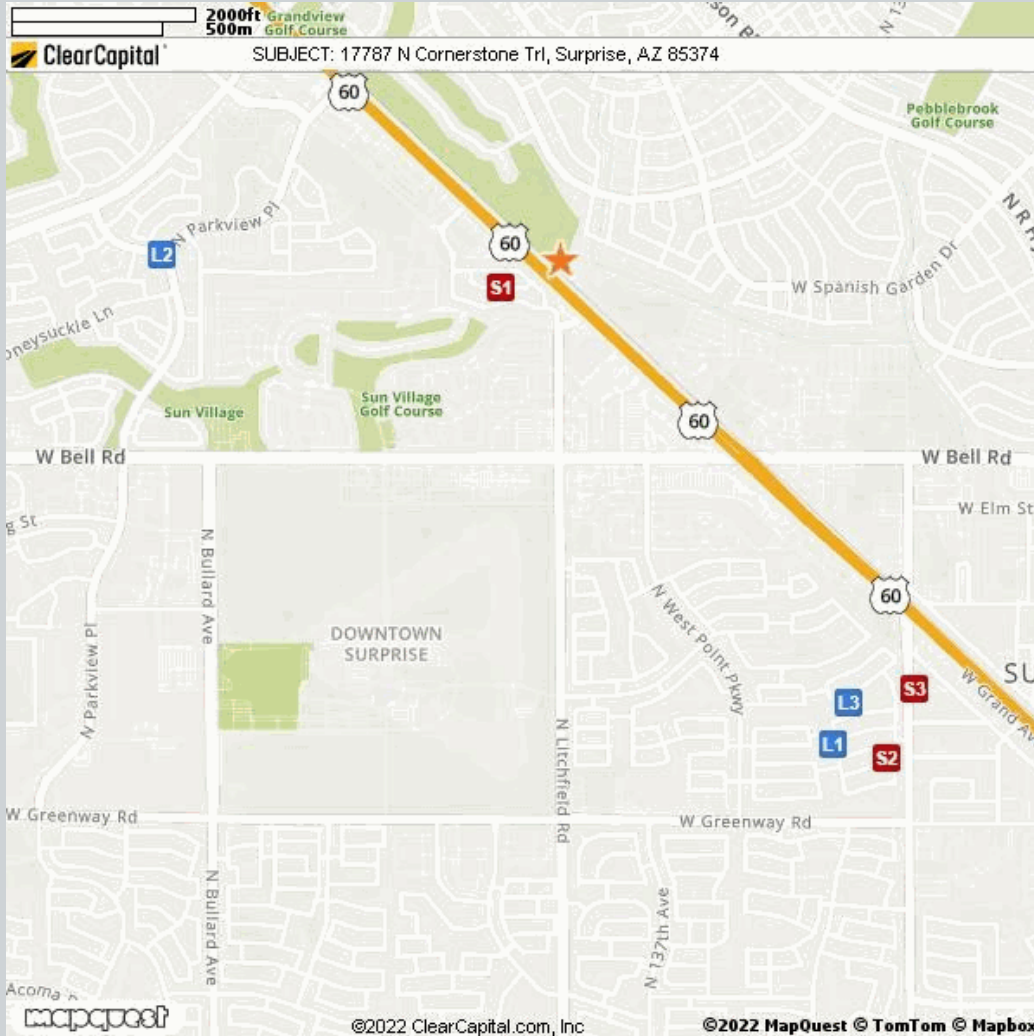 2000ft
500m
Grandview
Golf Course
ClearCapital
SUBJECT: 17787 N Cornerstone Trl, Surprise, AZ 85374
60
Pebblebrook
Golf Course
N Parkview Pl
L2
60
S1
W Spanish Garden Dr
Sun Village
Sun Village
Golf Course
60
W Bell Rd
W Bell Rd
W Elm St
N Bullard Ave
N West Point Pkwy
60
DOWNTOWN
SURPRISE
N Parkview Pl
SU
S3
W Grand Av
L3
L1
S2
N Litchfield Rd
W Greenway Rd
W Greenway Rd
N Bullard Ave
N 137th Ave
Acoma
mapquest
©2022 ClearCapital.com, Inc
©2022 MapQuest © TomTom © Mapbox